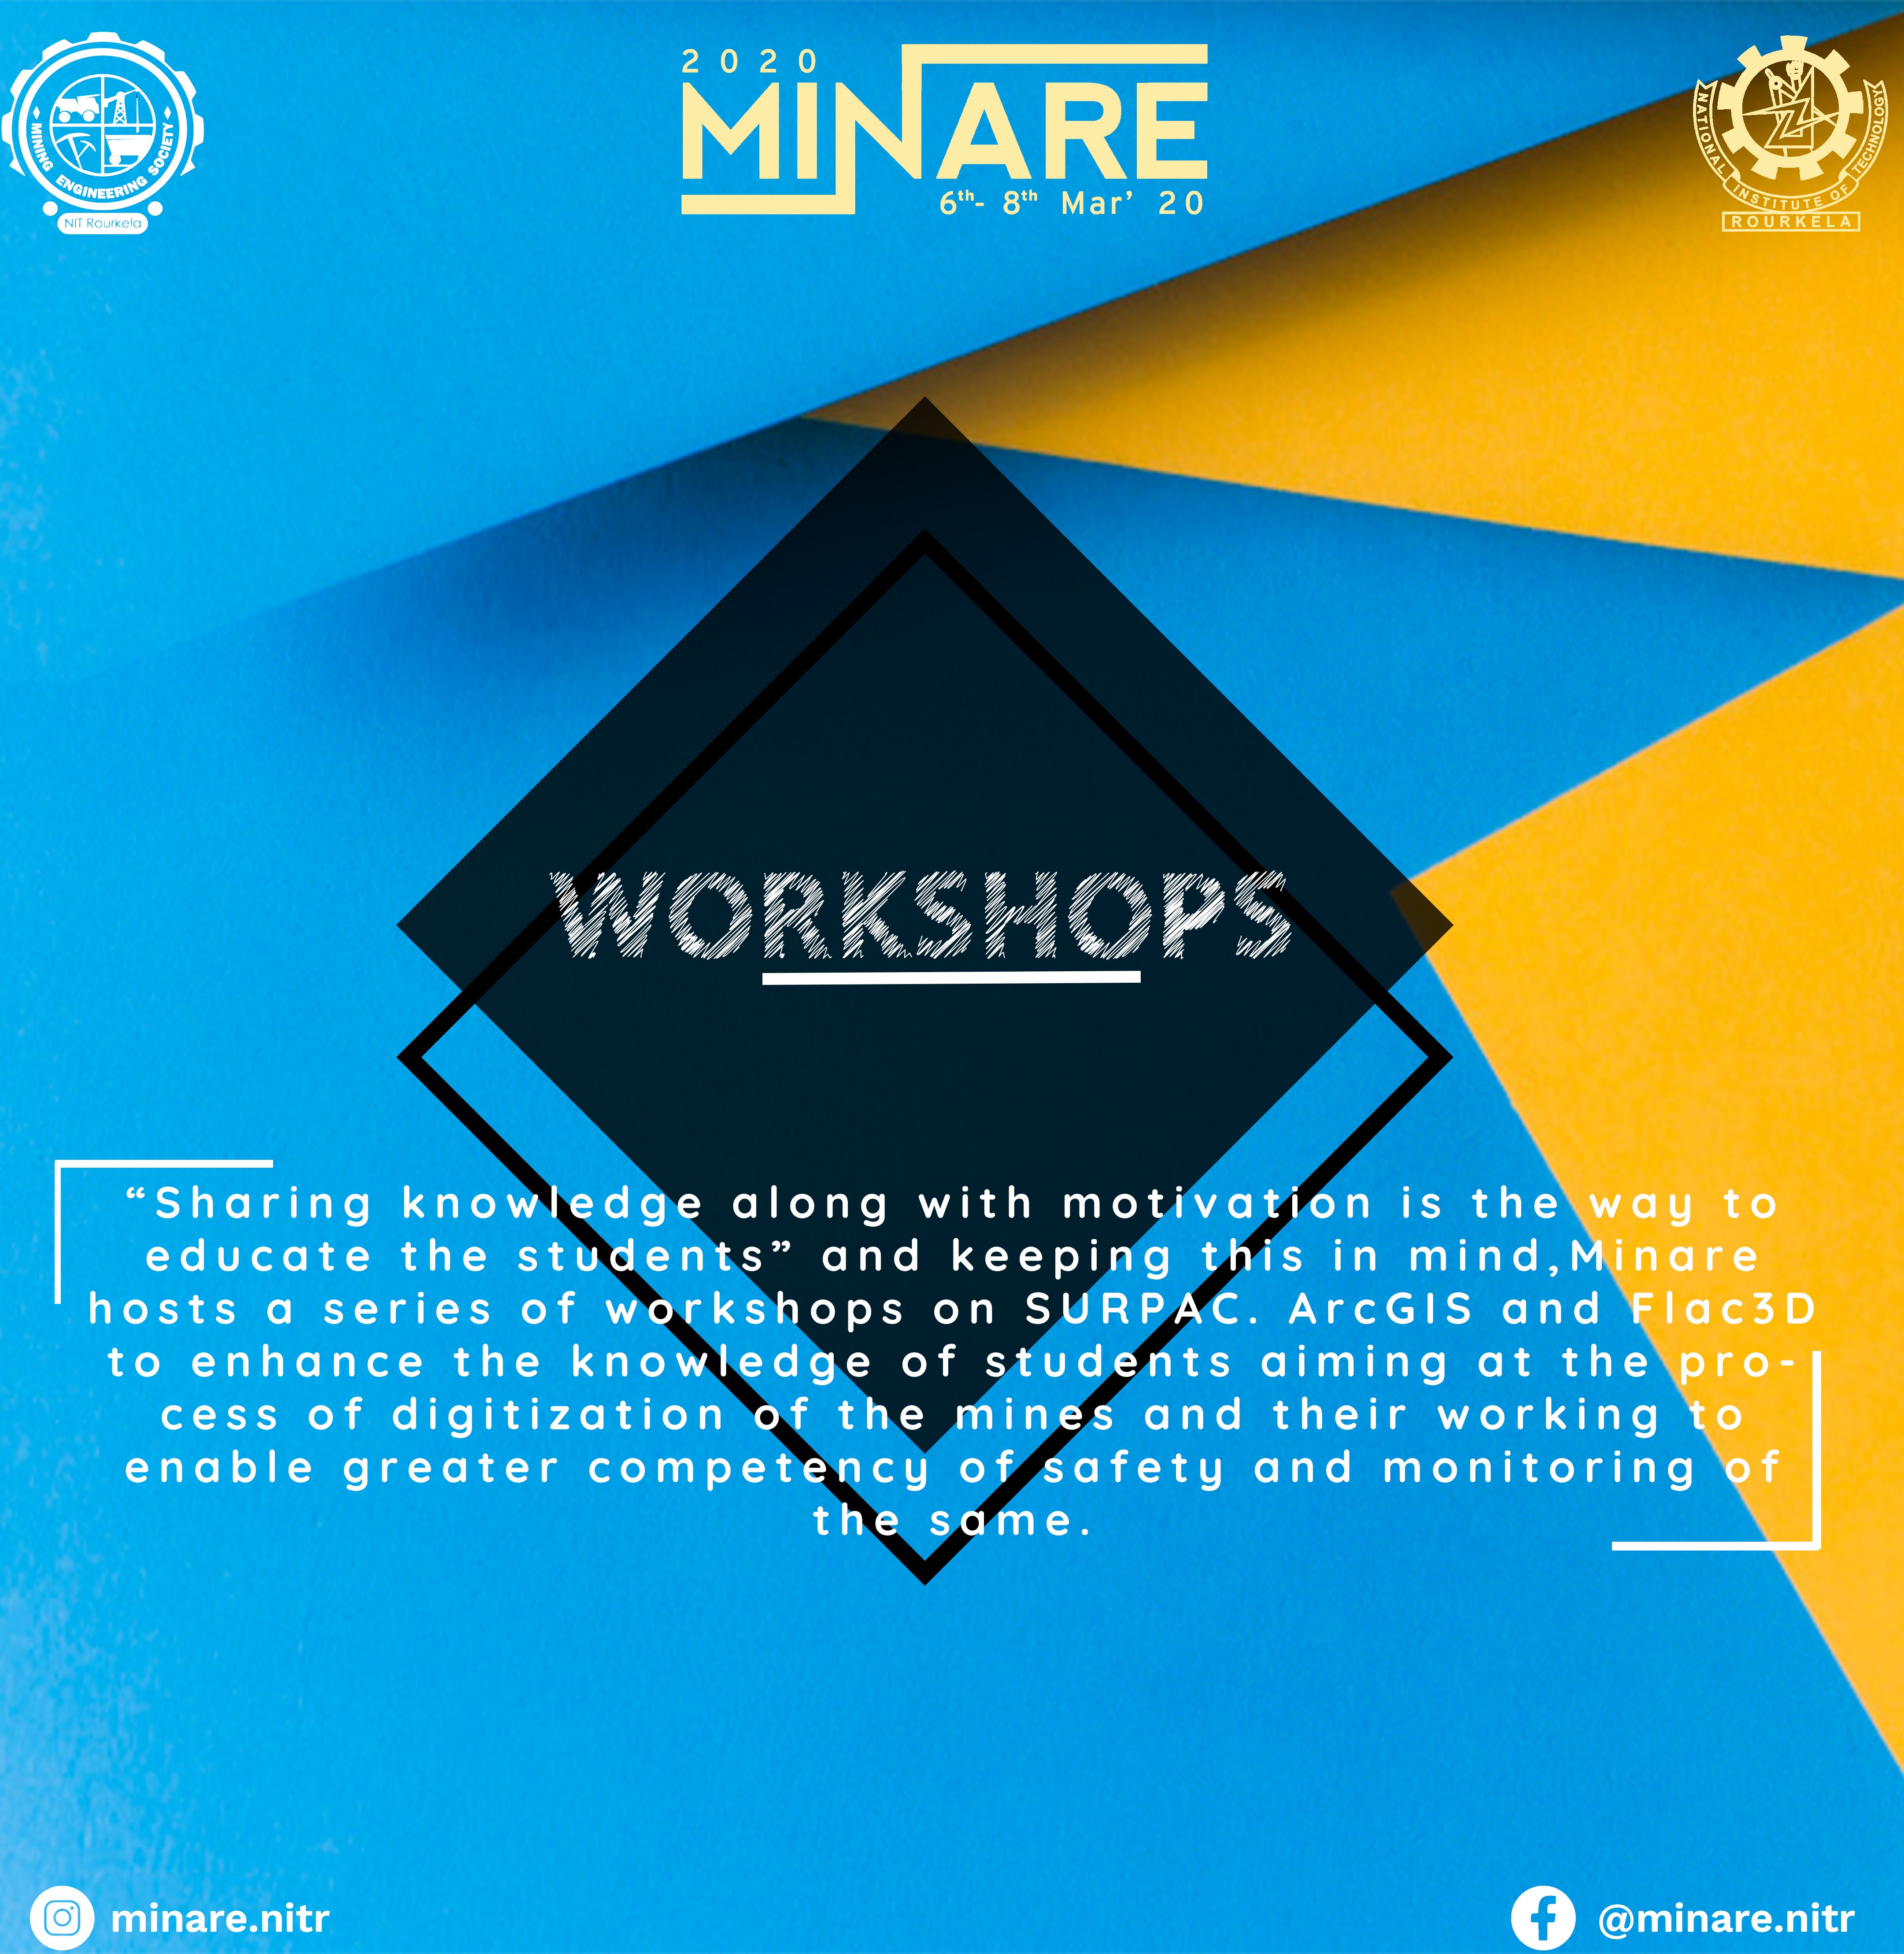 2020
MINARE
6th- 8th Mar' 20
MINING ENGINEERING SOCIETY
NIT Rourkela
NATIONAL INSTITUTE OF TECHNOLOGY
ROURKELA
WORKSHOPS
“Sharing knowledge along with motivation is the way to
educate the students” and keeping this in mind,Minare
hosts a series of workshops on SURPAC. ArcGIS and Flac3D
to enhance the knowledge of students aiming at the pro-
cess of digitization of the mines and their working to
enable greater competency of safety and monitoring of
the same.
minare.nitr
@minare.nitr